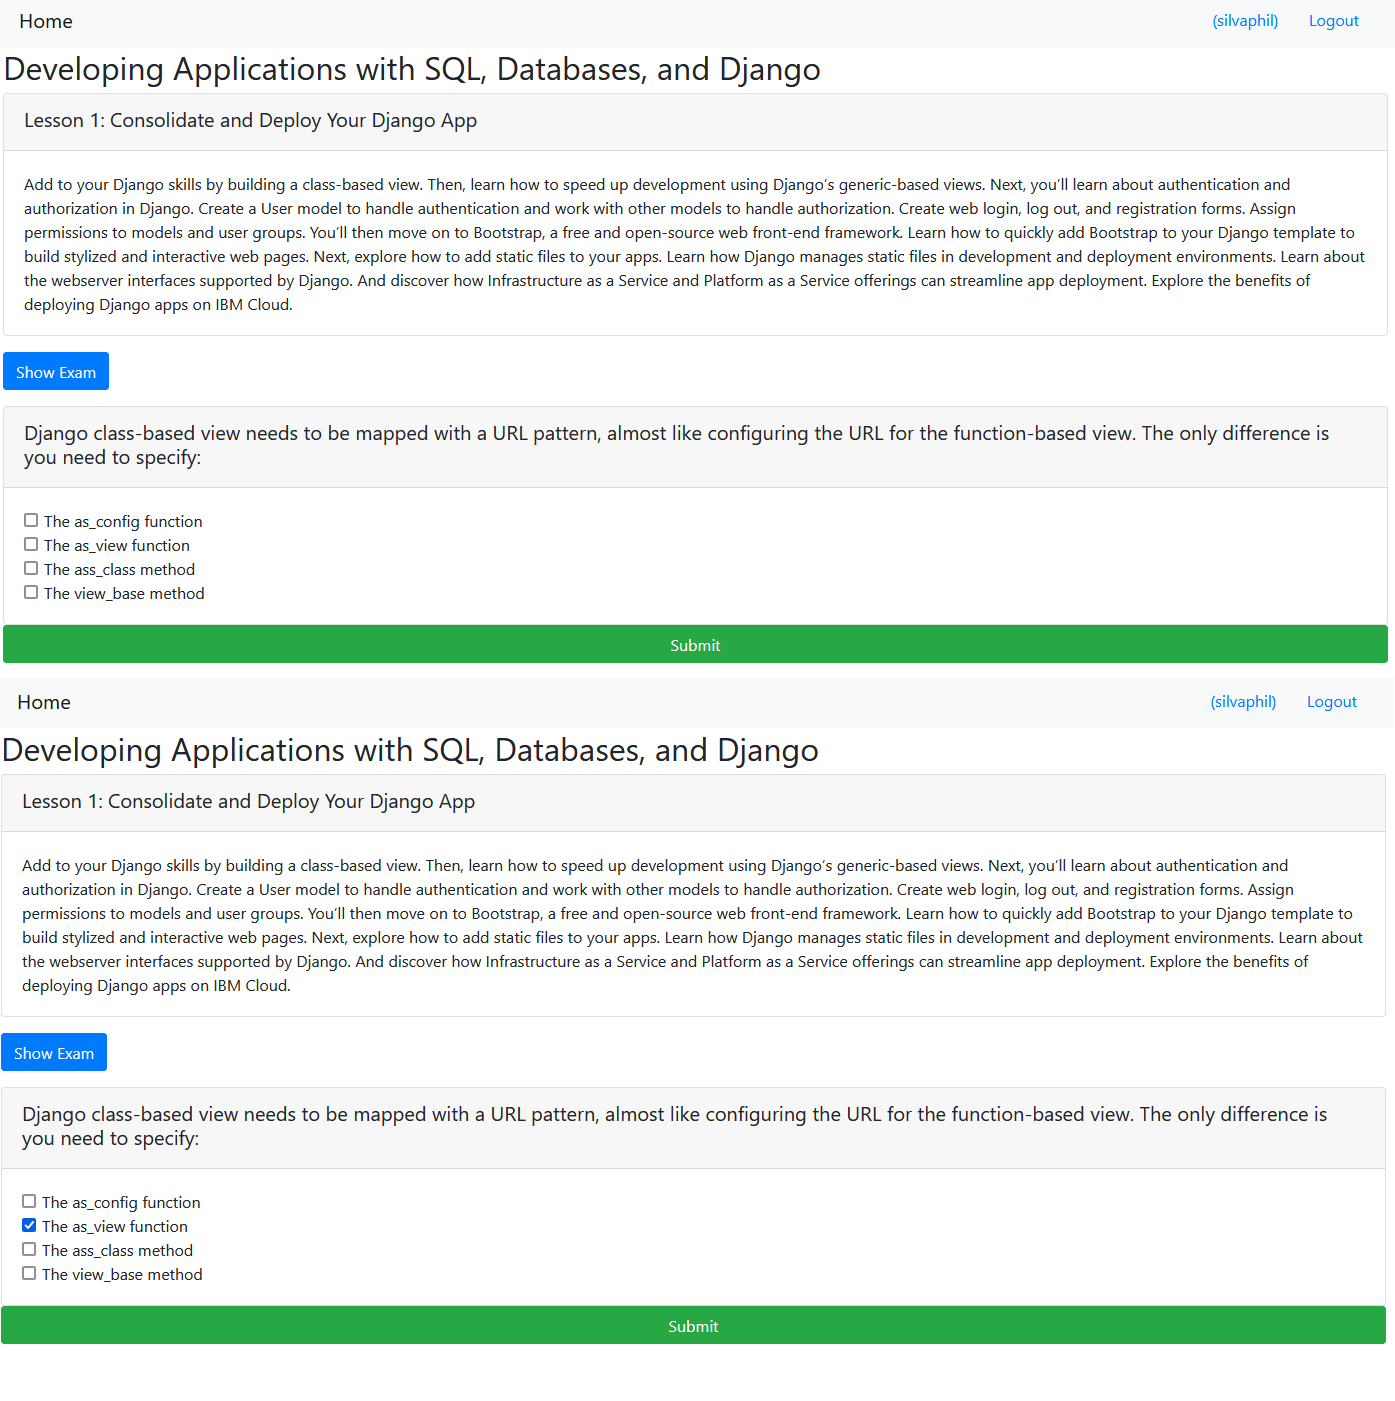 Home (silvaphil) Logout
Developing Applications with SQL, Databases, and Django
Lesson 1: Consolidate and Deploy Your Django App
Add to your Django skills by building a class-based view. Then, learn how to speed up development using Django's generic-based views. Next, you'll learn about authentication and
authorization in Django. Create a User model to handle authentication and work with other models to handle authorization. Create web login, log out, and registration forms. Assign
permissions to models and user groups. You'll then move on to Bootstrap, a free and open-source web front-end framework. Learn how to quickly add Bootstrap to your Django template to
build stylized and interactive web pages. Next, explore how to add static files to your apps. Learn how Django manages static files in development and deployment environments. Learn about
the webserver interfaces supported by Django. And discover how Infrastructure as a Service and Platform as a Service offerings can streamline app deployment. Explore the benefits of
deploying Django apps on IBM Cloud.
Show Exam
Django class-based view needs to be mapped with a URL pattern, almost like configuring the URL for the function-based view. The only difference is
you need to specify:
The as_config function
The as_view function
The ass_class method
The view_base method
Submit
Home (silvaphil) Logout
Developing Applications with SQL, Databases, and Django
Lesson 1: Consolidate and Deploy Your Django App
Add to your Django skills by building a class-based view. Then, learn how to speed up development using Django's generic-based views. Next, you'll learn about authentication and
authorization in Django. Create a User model to handle authentication and work with other models to handle authorization. Create web login, log out, and registration forms. Assign
permissions to models and user groups. You'll then move on to Bootstrap, a free and open-source web front-end framework. Learn how to quickly add Bootstrap to your Django template to
build stylized and interactive web pages. Next, explore how to add static files to your apps. Learn how Django manages static files in development and deployment environments. Learn about
the webserver interfaces supported by Django. And discover how Infrastructure as a Service and Platform as a Service offerings can streamline app deployment. Explore the benefits of
deploying Django apps on IBM Cloud.
Show Exam
Django class-based view needs to be mapped with a URL pattern, almost like configuring the URL for the function-based view. The only difference is
you need to specify:
The as_config function
The as_view function
The ass_class method
The view_base method
Submit